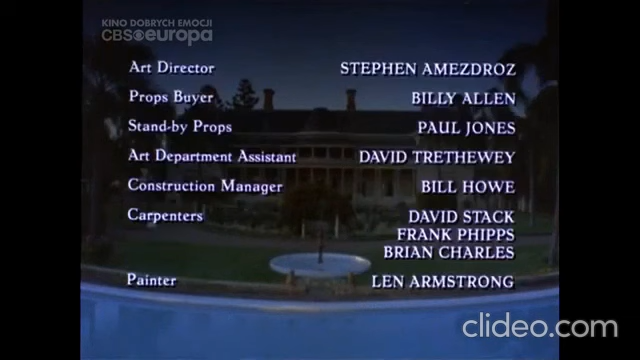 KINO DOBRYCH EMOCJI
CBS europa
Art Director STEPHEN AMEZDROZ
Props Buyer BILLY ALLEN
Stand-by Props PAUL JONES
Art Department Assistant DAVID TRETHEWEY
Construction Manager BILL HOWE
Carpenters DAVID STACK
FRANK PHIPPS
BRIAN CHARLES
Painter LEN ARMSTRONG
clideo.com